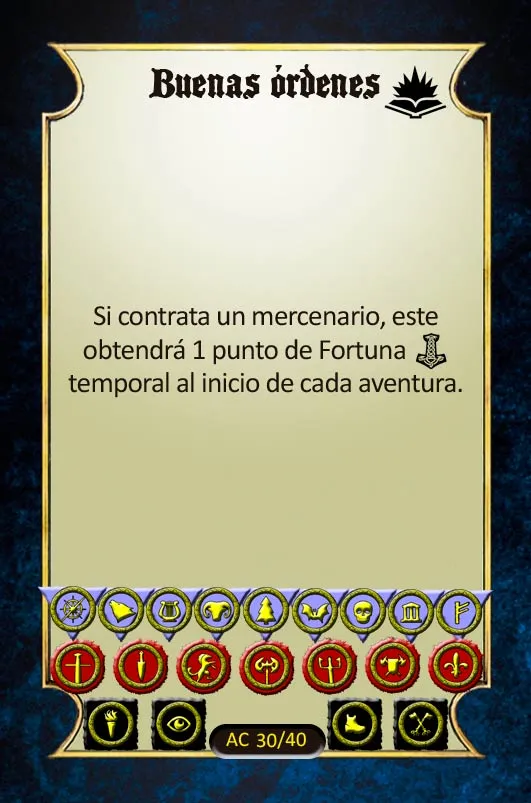 Buenas órdenes
Si contrata un mercenario, este
obtendrá 1 punto de Fortuna
temporal al inicio de cada aventura.
AC 30/40